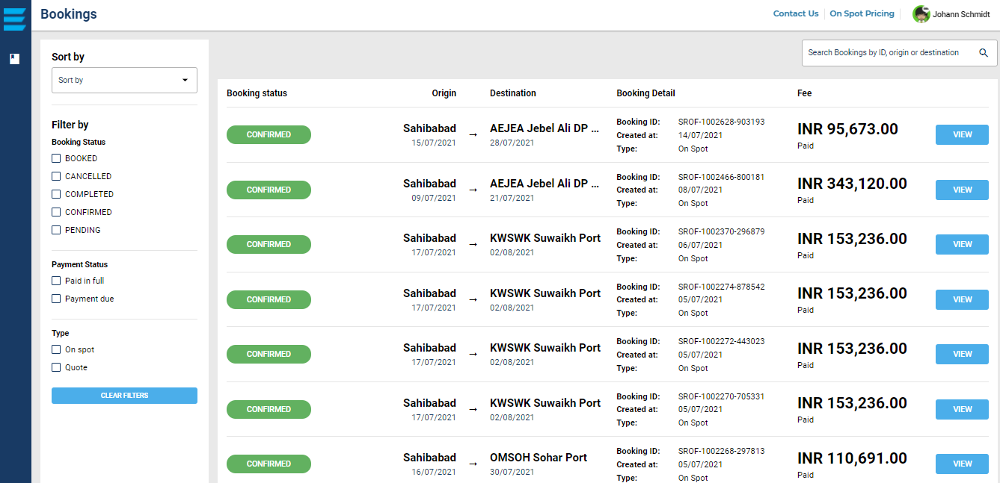 Bookings
Contact Us
On Spot Pricing
Johann Schmidt
Sort by
Sort by
Filter by
Booking Status
BOOKED
CANCELLED
COMPLETED
CONFIRMED
PENDING
Payment Status
Paid in full
Payment due
Type
On spot
Quote
CLEAR FILTERS
Search Bookings by ID, origin or destination
Booking status Origin Destination Booking Detail Fee
CONFIRMED
Sahibabad → AEJEA Jebel Ali DP ...
15/07/2021 28/07/2021
Booking ID: SROF-1002628-903193
Created at: 14/07/2021
Type: On Spot
INR 95,673.00
Paid
VIEW
CONFIRMED
Sahibabad → AEJEA Jebel Ali DP ...
09/07/2021 21/07/2021
Booking ID: SROF-1002466-800181
Created at: 08/07/2021
Type: On Spot
INR 343,120.00
Paid
VIEW
CONFIRMED
Sahibabad → KWSWK Suwaikh Port
17/07/2021 02/08/2021
Booking ID: SROF-1002370-296879
Created at: 06/07/2021
Type: On Spot
INR 153,236.00
Paid
VIEW
CONFIRMED
Sahibabad → KWSWK Suwaikh Port
17/07/2021 02/08/2021
Booking ID: SROF-1002274-878542
Created at: 05/07/2021
Type: On Spot
INR 153,236.00
Paid
VIEW
CONFIRMED
Sahibabad → KWSWK Suwaikh Port
17/07/2021 02/08/2021
Booking ID: SROF-1002272-443023
Created at: 05/07/2021
Type: On Spot
INR 153,236.00
Paid
VIEW
CONFIRMED
Sahibabad → KWSWK Suwaikh Port
17/07/2021 02/08/2021
Booking ID: SROF-1002270-705331
Created at: 05/07/2021
Type: On Spot
INR 153,236.00
Paid
VIEW
CONFIRMED
Sahibabad → OMSOH Sohar Port
16/07/2021 30/07/2021
Booking ID: SROF-1002268-297813
Created at: 05/07/2021
Type: On Spot
INR 110,691.00
Paid
VIEW